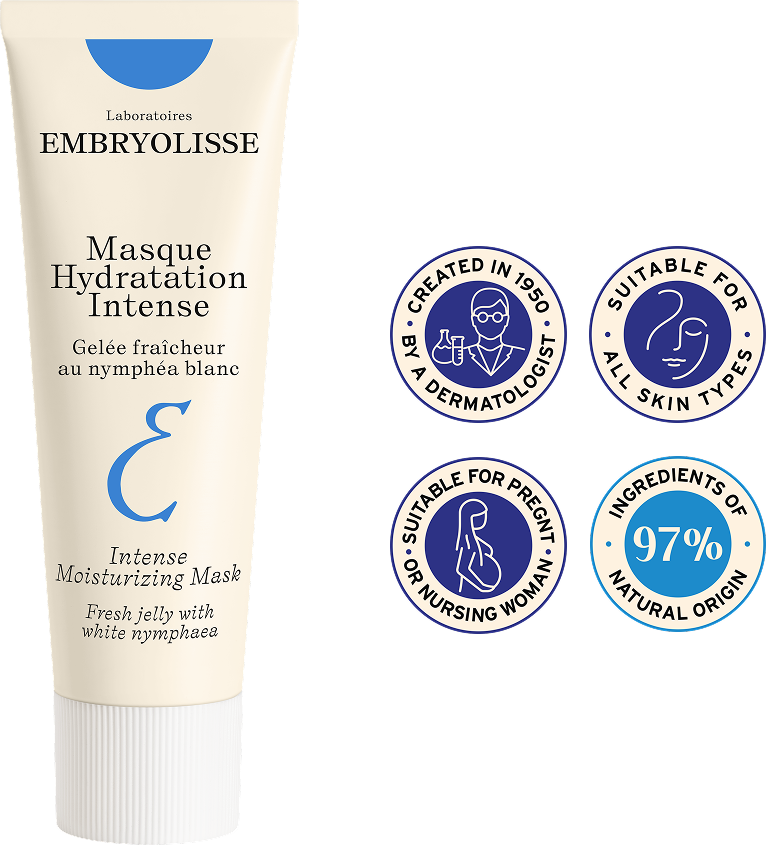 Laboratoires
EMBRYOLISSE
Masque
Hydratation
Intense
Gelée fraîcheur
au nymphéa blanc
E
Intense
Moisturizing Mask
Fresh jelly with
white nymphaea
CREATED IN 1950
• BY A DERMATOLOGIST •
SUITABLE FOR
• ALL SKIN TYPES •
SUITABLE FOR PREGNT
• OR NURSING WOMAN •
INGREDIENTS OF
97%
• NATURAL ORIGIN •